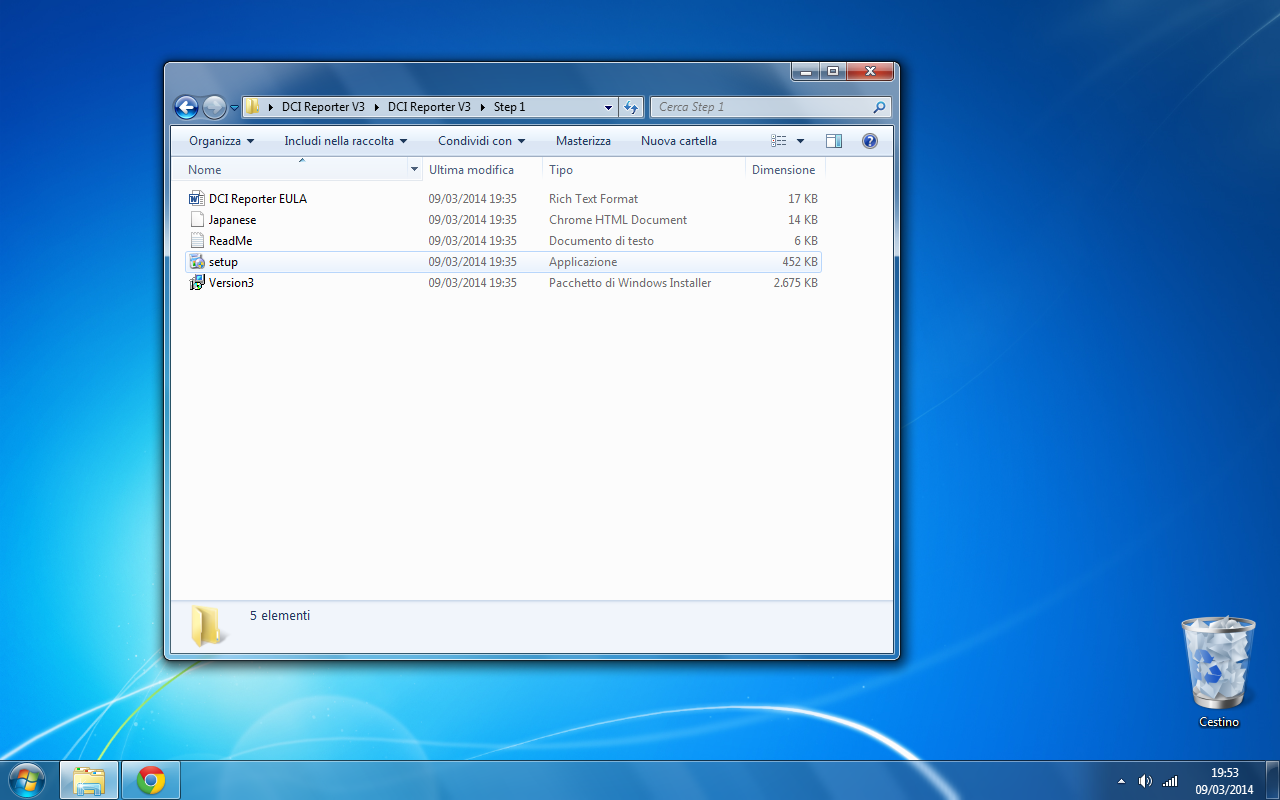 DCI Reporter V3 DCI Reporter V3 Step 1 Cerca Step 1
Organizza Includi nella raccolta Condividi con Masterizza Nuova cartella
Nome Ultima modifica Tipo Dimensione
DCI Reporter EULA 09/03/2014 19:35 Rich Text Format 17 KB
Japanese 09/03/2014 19:35 Chrome HTML Document 14 KB
ReadMe 09/03/2014 19:35 Documento di testo 6 KB
setup 09/03/2014 19:35 Applicazione 452 KB
Version3 09/03/2014 19:35 Pacchetto di Windows Installer 2.675 KB
5 elementi
Cestino
19:53
09/03/2014